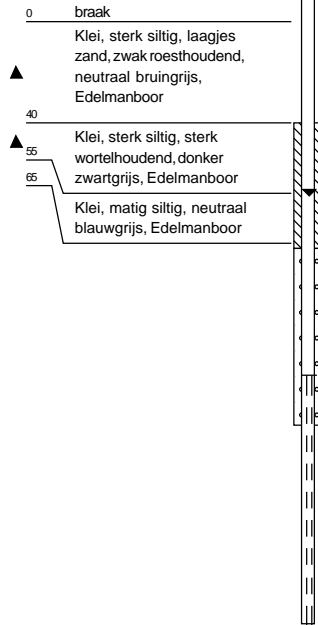 0 braak
Klei, sterk siltig, laagjes
zand, zwak roesthoudend,
neutraal bruingrijs,
Edelmanboor
40
Klei, sterk siltig, sterk
wortelhoudend, donker
zwartgrijs, Edelmanboor
55
65
Klei, matig siltig, neutraal
blauwgrijs, Edelmanboor